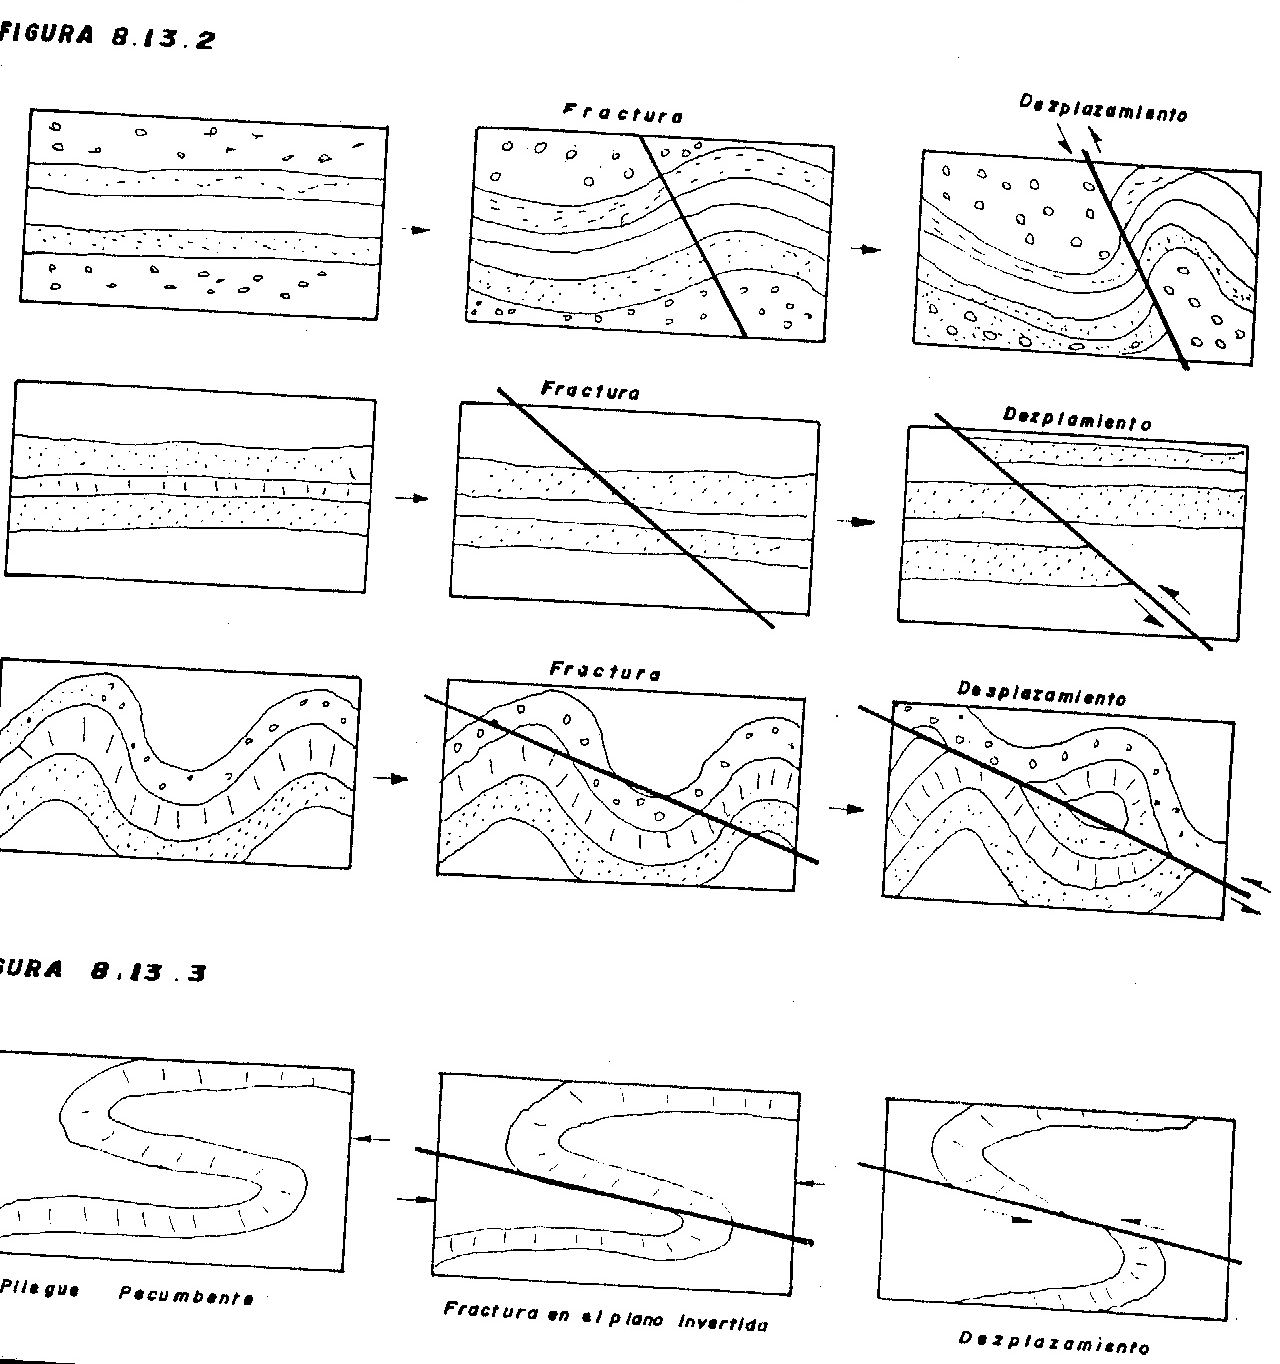 FIGURA 8.13.2
Fractura
Dezplazamiento
Fractura
Dezplamiento
Fractura
Desplazamiento
GURA 8.13.3
Pliegue Pecumbente
Fractura en el plano invertida
Dezplazamiento